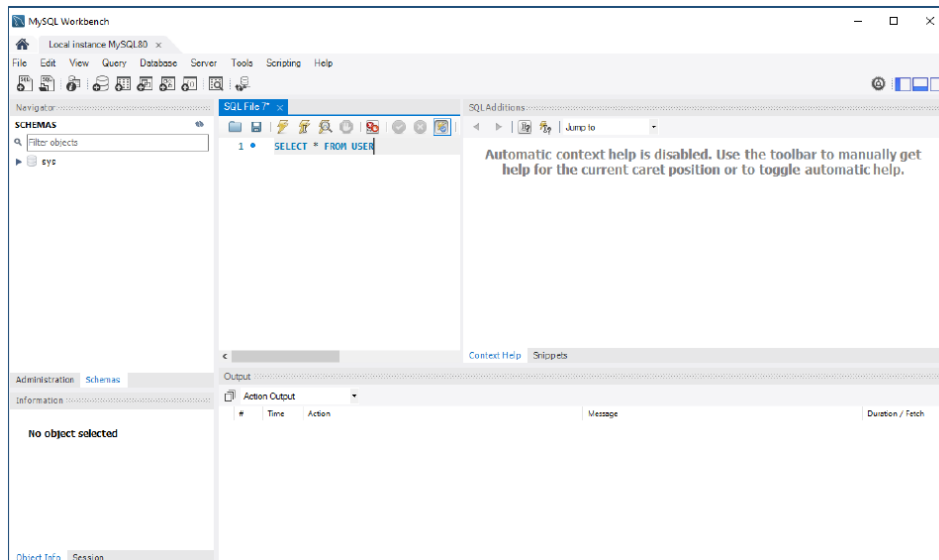 MySQL Workbench
Local instance MySQL80
File Edit View Query Database Server Tools Scripting Help
Navigator
SCHEMAS
Filter objects
sys
Administration Schemas
Information
No object selected
Object Info Session
SQL File 7*
1 SELECT * FROM USER
SQLAdditions
Jump to
Automatic context help is disabled. Use the toolbar to manually get
help for the current caret position or to toggle automatic help.
Context Help Snippets
Output
Action Output
# Time Action Message Duration / Fetch